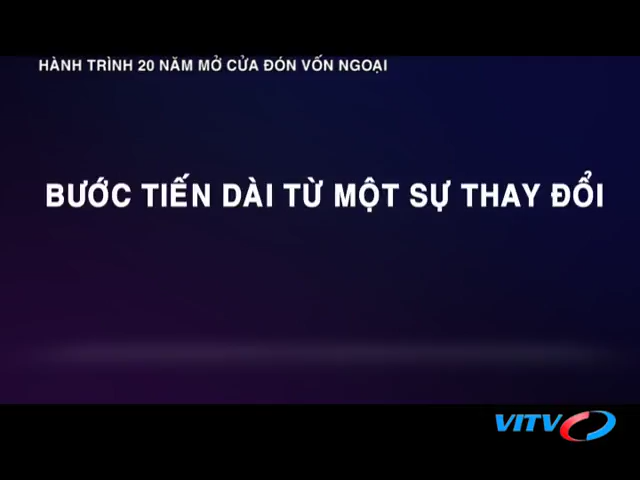 HÀNH TRÌNH 20 NĂM MỞ CỬA ĐÓN VỐN NGOẠI
BƯỚC TIẾN DÀI TỪ MỘT SỰ THAY ĐỔI
VITV